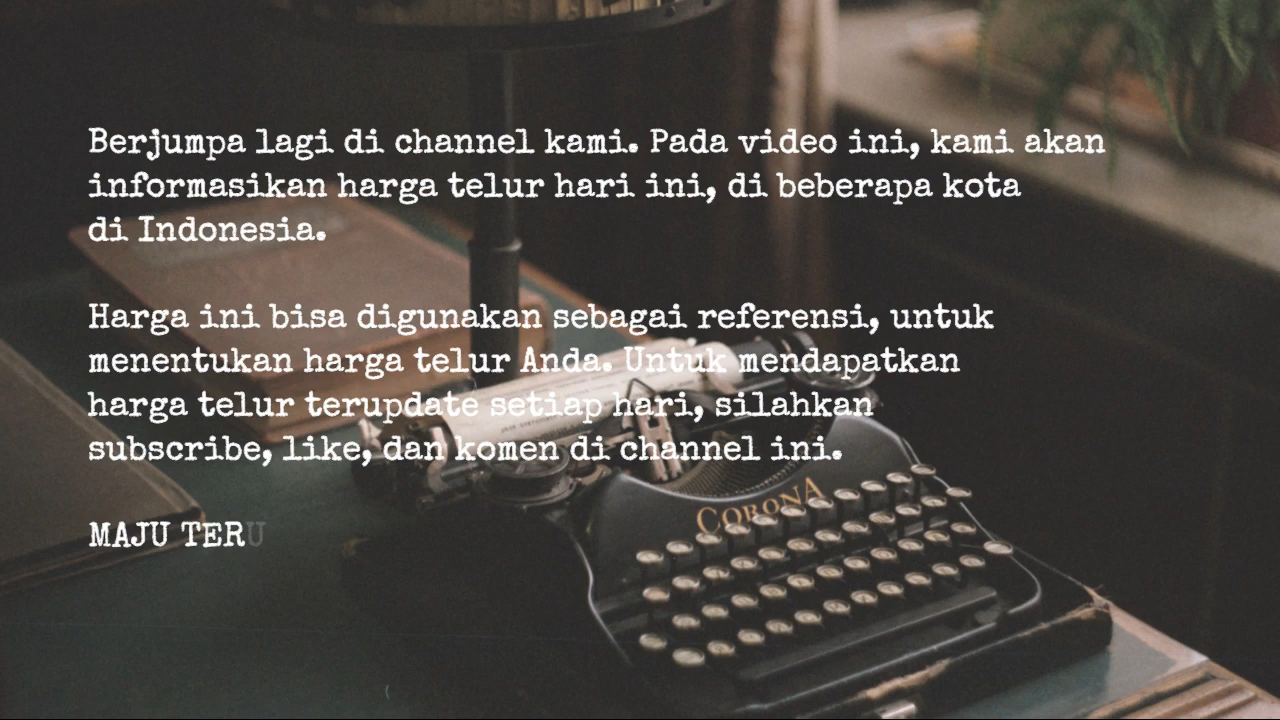 Berjumpa lagi di channel kami. Pada video ini, kami akan
informasikan harga telur hari ini, di beberapa kota
di Indonesia.
Harga ini bisa digunakan sebagai referensi, untuk
menentukan harga telur Anda. Untuk mendapatkan
harga telur terupdate setiap hari, silahkan
subscribe, like, dan komen di channel ini.
MAJU TERU
CORONA